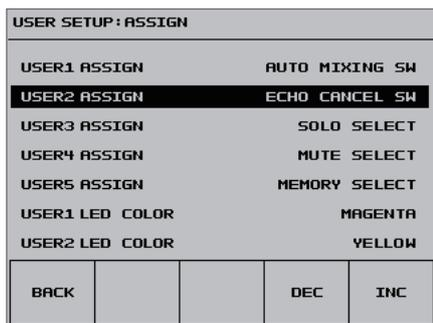 USER SETUP:ASSIGN
USER1 ASSIGN AUTO MIXING SW
USER2 ASSIGN ECHO CANCEL SW
USER3 ASSIGN SOLO SELECT
USER4 ASSIGN MUTE SELECT
USER5 ASSIGN MEMORY SELECT
USER1 LED COLOR MAGENTA
USER2 LED COLOR YELLOW
BACK DEC INC